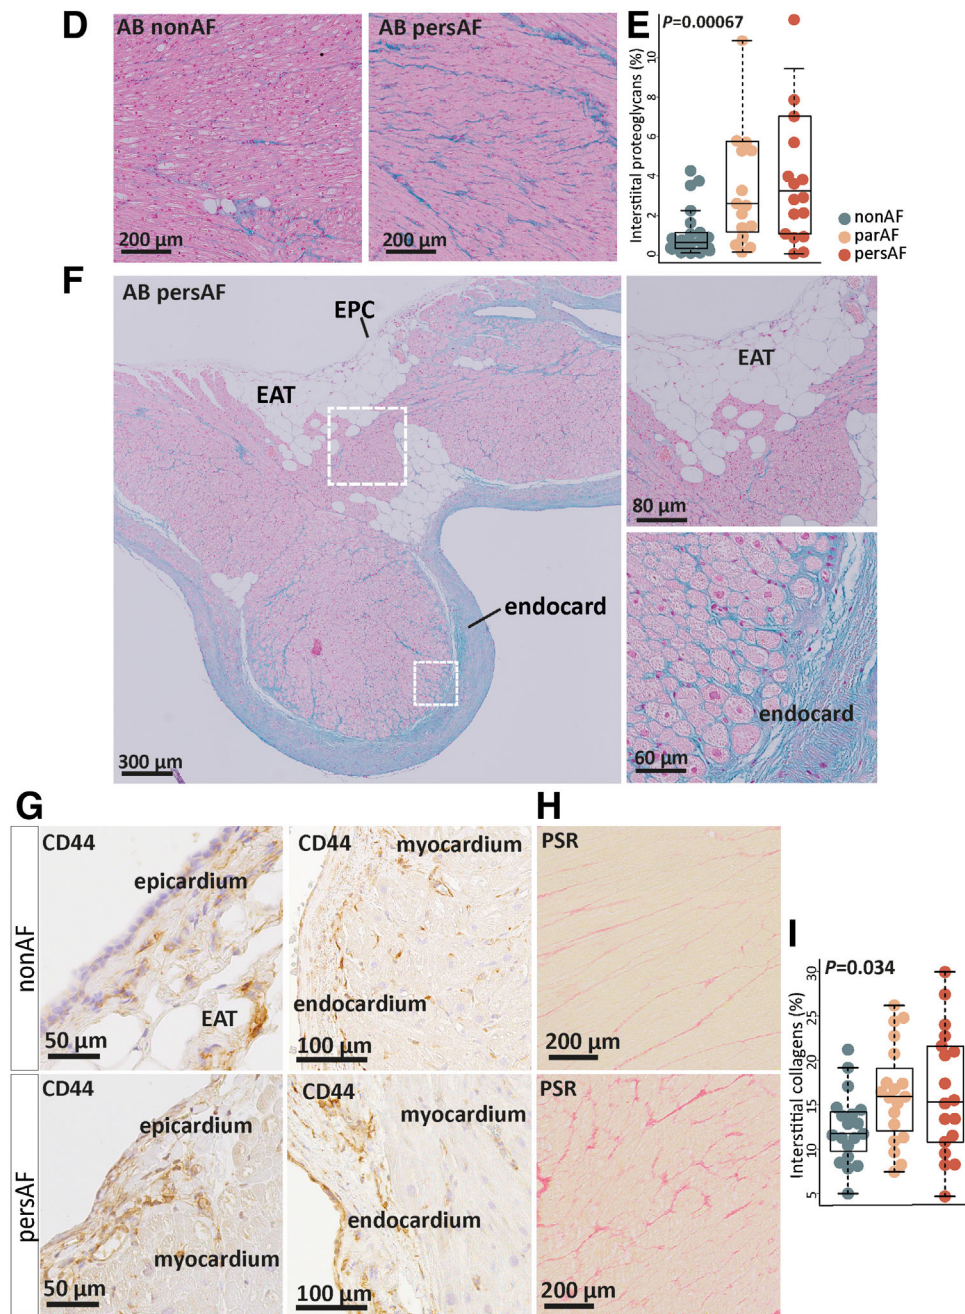 D
AB nonAF
200 µm
AB persAF
200 µm
E
P=0.00067
Interstitial proteoglycans (%)
10
8
6
4
2
0
nonAF
parAF
persAF
F
AB persAF
EPC
EAT
endocard
300 µm
EAT
80 µm
endocard
60 µm
G
nonAF
CD44
epicardium
EAT
50 µm
CD44
myocardium
endocardium
100 µm
persAF
CD44
epicardium
myocardium
50 µm
CD44
myocardium
endocardium
100 µm
H
PSR
200 µm
PSR
200 µm
I
P=0.034
Interstitial collagens (%)
30
25
20
15
10
5